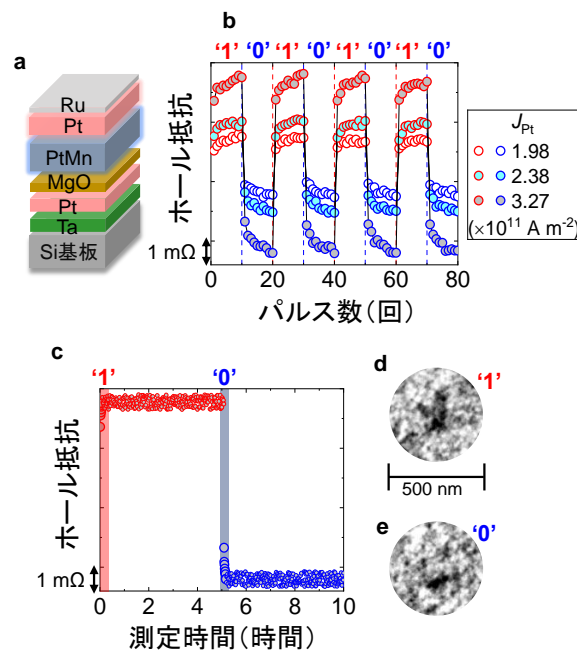 a
Ru
Pt
PtMn
MgO
Pt
Ta
Si基板
b
‘1’ ‘0’ ‘1’ ‘0’ ‘1’ ‘0’ ‘1’ ‘0’
ホール抵抗
1 mΩ
0 20 40 60 80
パルス数(回)
JPt
1.98
2.38
3.27
(×10¹¹ A m⁻²)
c
‘1’ ‘0’
ホール抵抗
1 mΩ
0 2 4 6 8 10
測定時間(時間)
d
‘1’
500 nm
e
‘0’